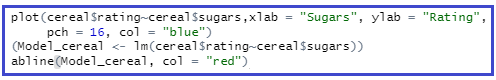 plot(cereal$rating~cereal$sugars,xlab = "Sugars", ylab = "Rating",
     pch = 16, col = "blue")
(Model_cereal <- lm(cereal$rating~cereal$sugars))
abline(Model_cereal, col = "red")